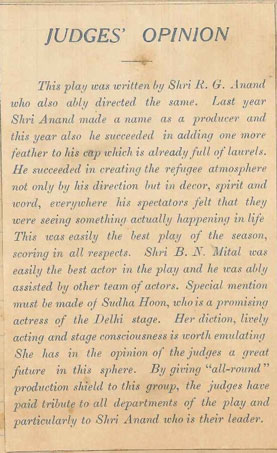 JUDGES' OPINION
This play was written by Shri R. G. Anand
who also ably directed the same. Last year
Shri Anand made a name as a producer and
this year also he succeeded in adding one more
feather to his cap which is already full of laurels.
He succeeded in creating the refugee atmosphere
not only by his direction but in decor, spirit and
word, everywhere his spectators felt that they
were seeing something actually happening in life
This was easily the best play of the season,
scoring in all respects. Shri B. N. Mital was
easily the best actor in the play and he was ably
assisted by other team of actors. Special mention
must be made of Sudha Hoon, who is a promising
actress of the Delhi stage. Her diction, lively
acting and stage consciousness is worth emulating
She has in the opinion of the judges a great
future in this sphere. By giving "all-round"
production shield to this group, the judges have
paid tribute to all departments of the play and
particularly to Shri Anand who is their leader.